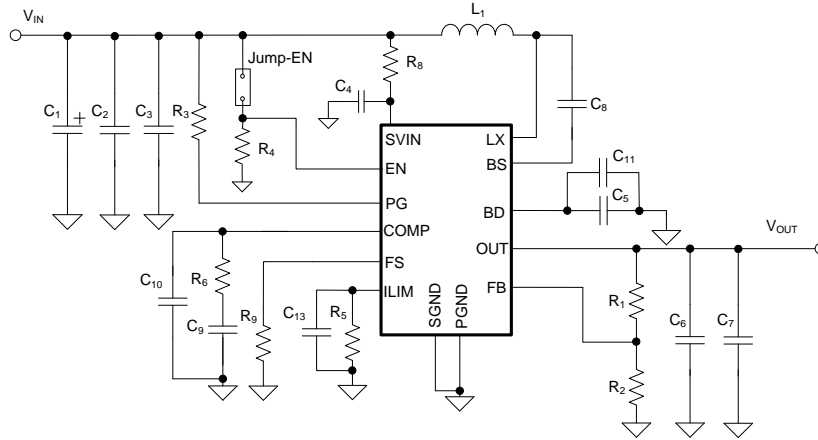 VIN
L1
Jump-EN
R8
C4
C8
C1
+
C2
C3
R3
R4
SVIN
LX
EN
BS
C11
C5
PG
BD
COMP
OUT
VOUT
FS
FB
ILIM
SGND
PGND
C10
R6
C9
R9
C13
R5
R1
C6
C7
R2